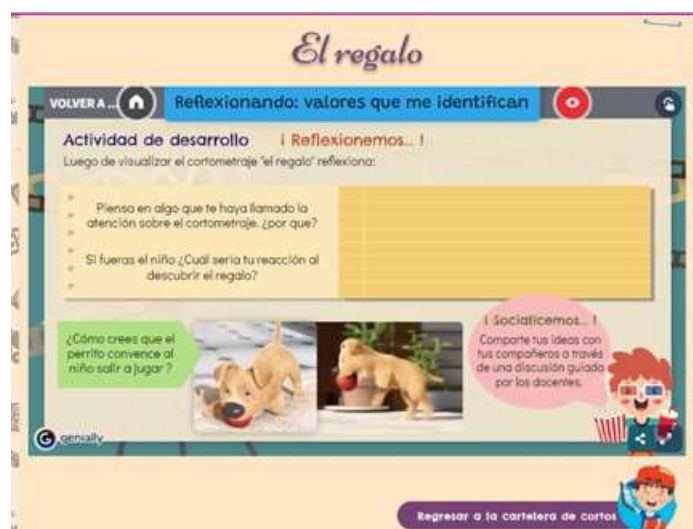 El regalo
VOLVER A ...
Reflexionando: valores que me identifican
Actividad de desarrollo
¡ Reflexionemos... !
Luego de visualizar el cortometraje "el regalo" reflexiona:
Piensa en algo que te haya llamado la
atención sobre el cortometraje. ¿por que?
Si fueras el niño ¿Cuál seria tu reacción al
descubrir el regalo?
¿Cómo crees que el
perrito convence al
niño salir a jugar ?
¡ Socialicemos... !
Comparte tus ideas con
tus compañeros a través
de una discusión guiada
por los docentes.
G genially
Regresar a la cartelera de cortos